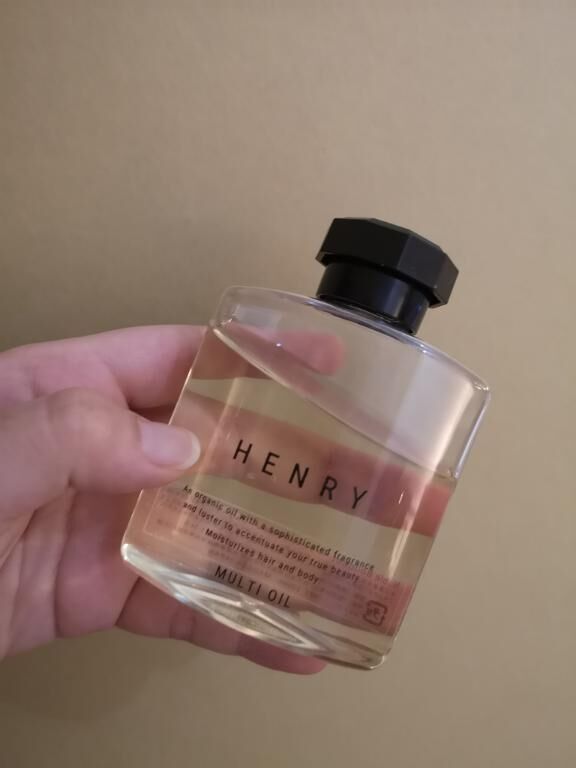 HENRY
An organic oil with a sophisticated fragrance
and luster to accentuate your true beauty.
Moisturizes hair and body.
MULTI OIL